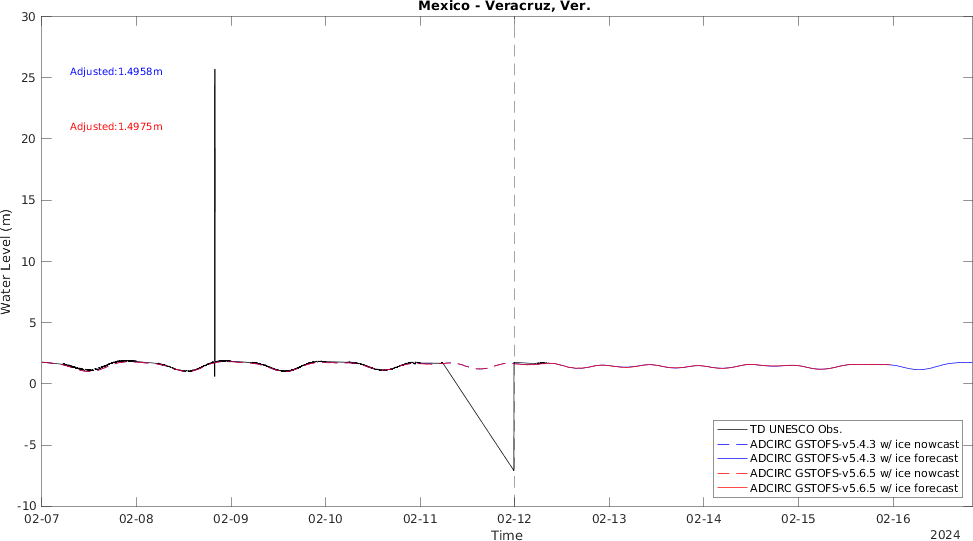 Mexico - Veracruz, Ver.
30
25
20
15
10
5
0
-5
-10
Water Level (m)
Adjusted:1.4958m
Adjusted:1.4975m
TD UNESCO Obs.
ADCIRC GSTOFS-v5.4.3 w/ ice nowcast
ADCIRC GSTOFS-v5.4.3 w/ ice forecast
ADCIRC GSTOFS-v5.6.5 w/ ice nowcast
ADCIRC GSTOFS-v5.6.5 w/ ice forecast
02-07 02-08 02-09 02-10 02-11 02-12 02-13 02-14 02-15 02-16
Time
2024